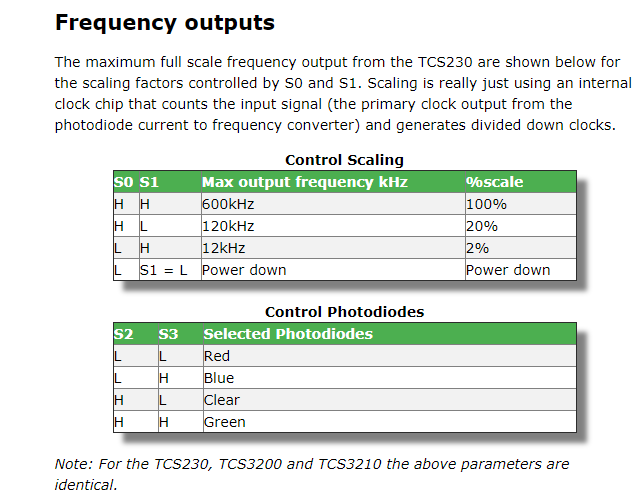 Frequency outputs
The maximum full scale frequency output from the TCS230 are shown below for
the scaling factors controlled by S0 and S1. Scaling is really just using an internal
clock chip that counts the input signal (the primary clock output from the
photodiode current to frequency converter) and generates divided down clocks.
Control Scaling
S0 S1 Max output frequency kHz %scale
H H 600kHz 100%
H L 120kHz 20%
L H 12kHz 2%
L S1 = L Power down Power down
Control Photodiodes
S2 S3 Selected Photodiodes
L L Red
L H Blue
H L Clear
H H Green
Note: For the TCS230, TCS3200 and TCS3210 the above parameters are
identical.